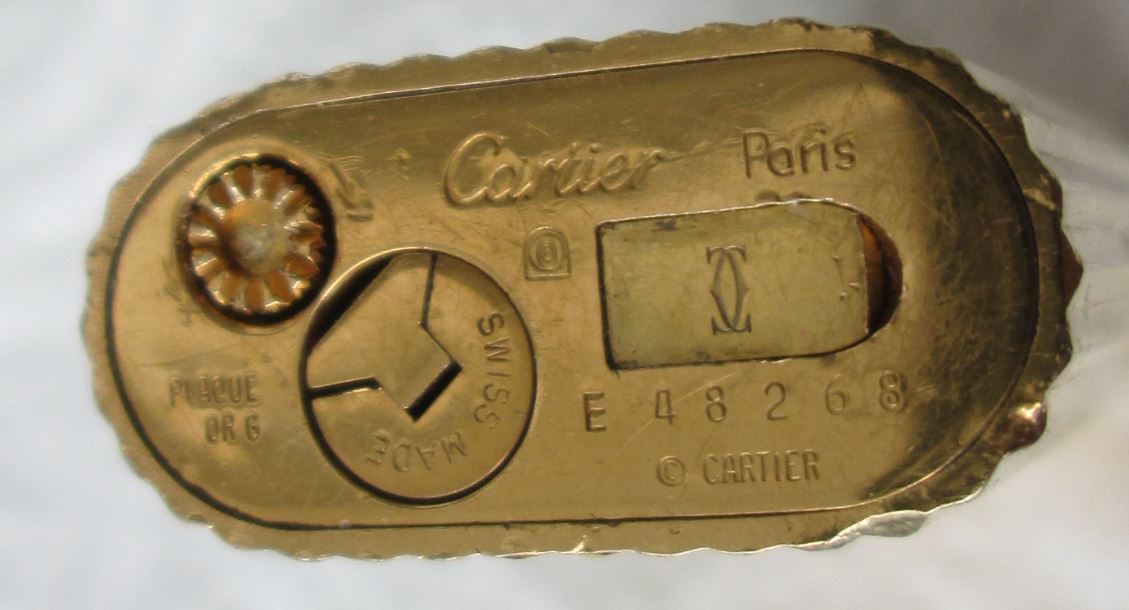 Cartier Paris
SWISS MADE
PLAQUE
OR G
E 48268
© CARTIER